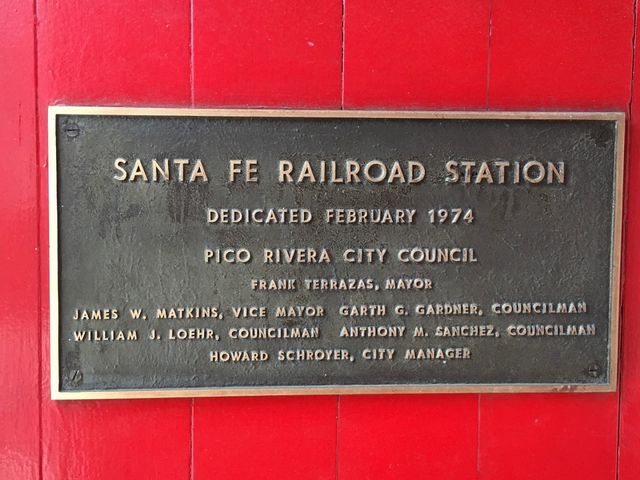 SANTA FE RAILROAD STATION
DEDICATED FEBRUARY 1974
PICO RIVERA CITY COUNCIL
FRANK TERRAZAS, MAYOR
JAMES W. MATKINS, VICE MAYOR GARTH G. GARDNER, COUNCILMAN
WILLIAM J. LOEHR, COUNCILMAN ANTHONY M. SANCHEZ, COUNCILMAN
HOWARD SCHROYER, CITY MANAGER